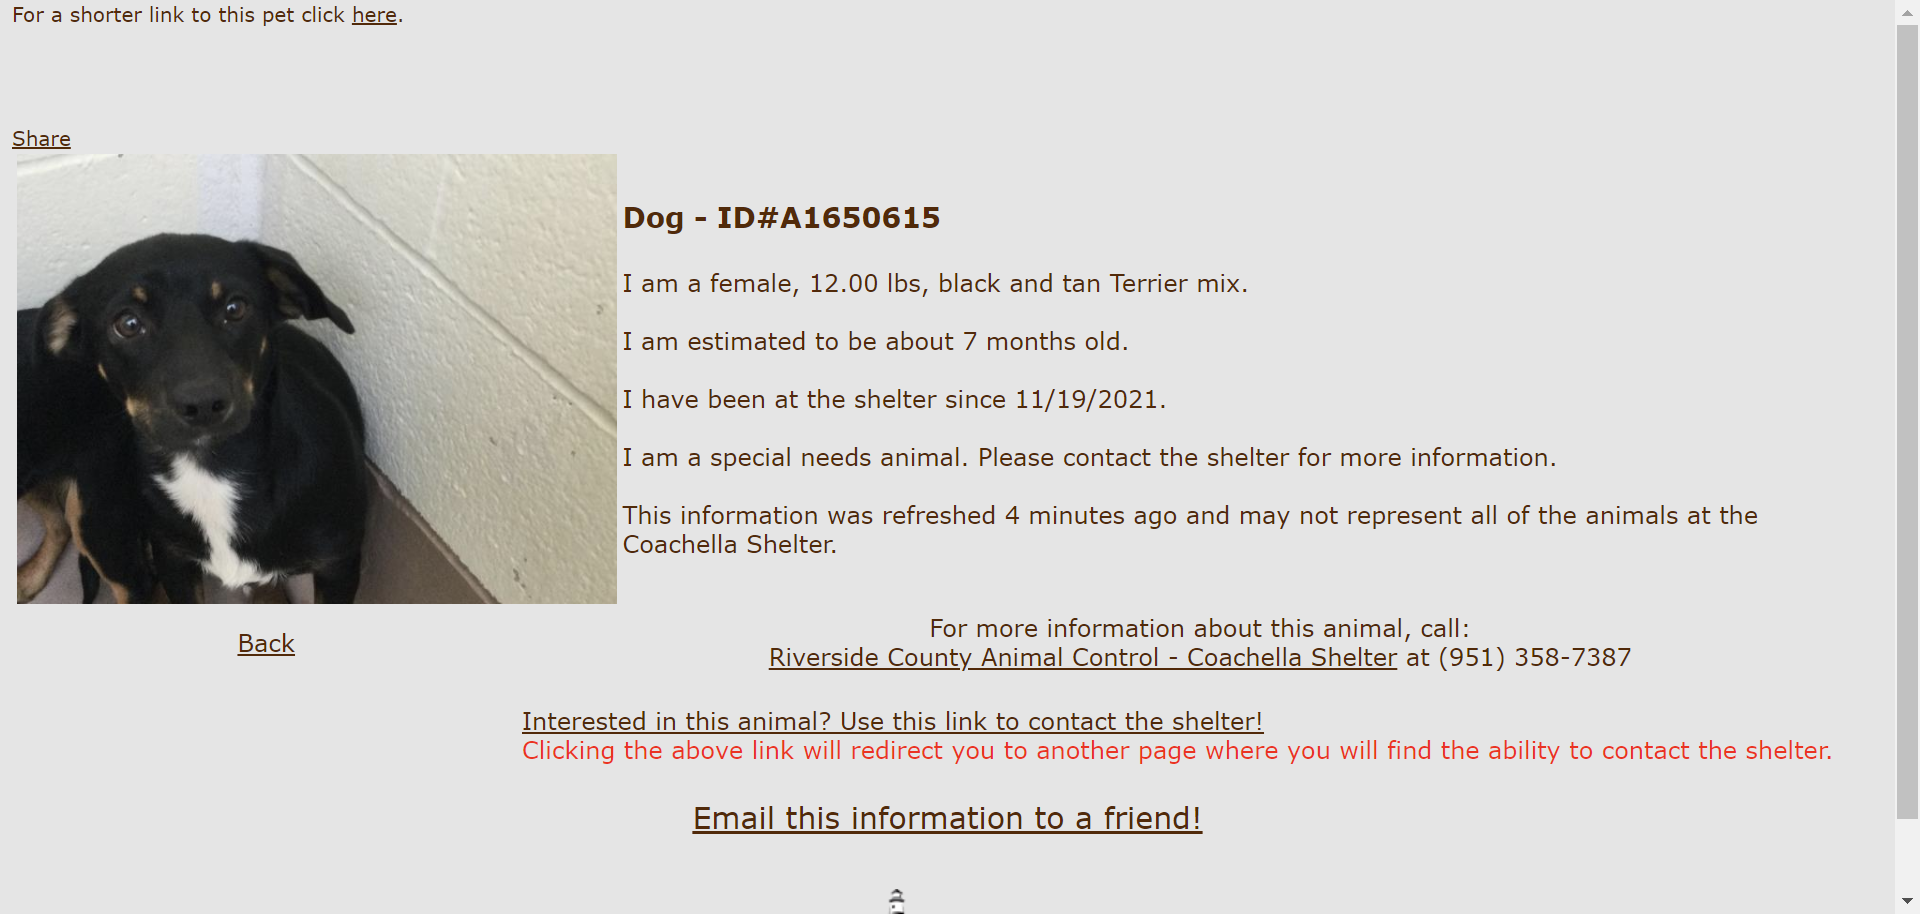 For a shorter link to this pet click here.
Share
Dog - ID#A1650615
I am a female, 12.00 lbs, black and tan Terrier mix.
I am estimated to be about 7 months old.
I have been at the shelter since 11/19/2021.
I am a special needs animal. Please contact the shelter for more information.
This information was refreshed 4 minutes ago and may not represent all of the animals at the
Coachella Shelter.
Back
For more information about this animal, call:
Riverside County Animal Control - Coachella Shelter at (951) 358-7387
Interested in this animal? Use this link to contact the shelter!
Clicking the above link will redirect you to another page where you will find the ability to contact the shelter.
Email this information to a friend!